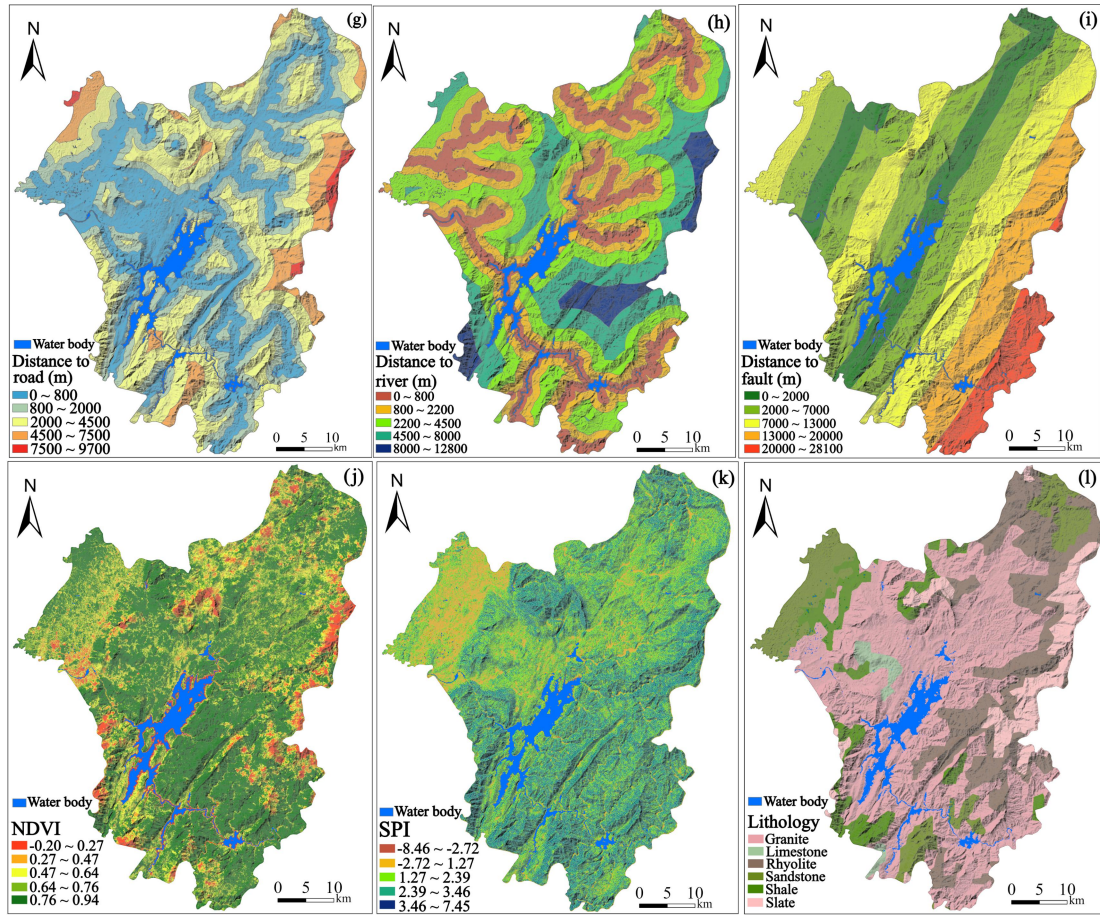 (g)
N
Water body
Distance to
road (m)
0 ~ 800
800 ~ 2000
2000 ~ 4500
4500 ~ 7500
7500 ~ 9700
0 5 10
km
(h)
N
Water body
Distance to
river (m)
0 ~ 800
800 ~ 2200
2200 ~ 4500
4500 ~ 8000
8000 ~ 12800
0 5 10
km
(i)
N
Water body
Distance to
fault (m)
0 ~ 2000
2000 ~ 7000
7000 ~ 13000
13000 ~ 20000
20000 ~ 28100
0 5 10
km
(j)
N
Water body
NDVI
-0.20 ~ 0.27
0.27 ~ 0.47
0.47 ~ 0.64
0.64 ~ 0.76
0.76 ~ 0.94
0 5 10
km
(k)
N
Water body
SPI
-8.46 ~ -2.72
-2.72 ~ 1.27
1.27 ~ 2.39
2.39 ~ 3.46
3.46 ~ 7.45
0 5 10
km
(l)
N
Water body
Lithology
Granite
Limestone
Rhyolite
Sandstone
Shale
Slate
0 5 10
km